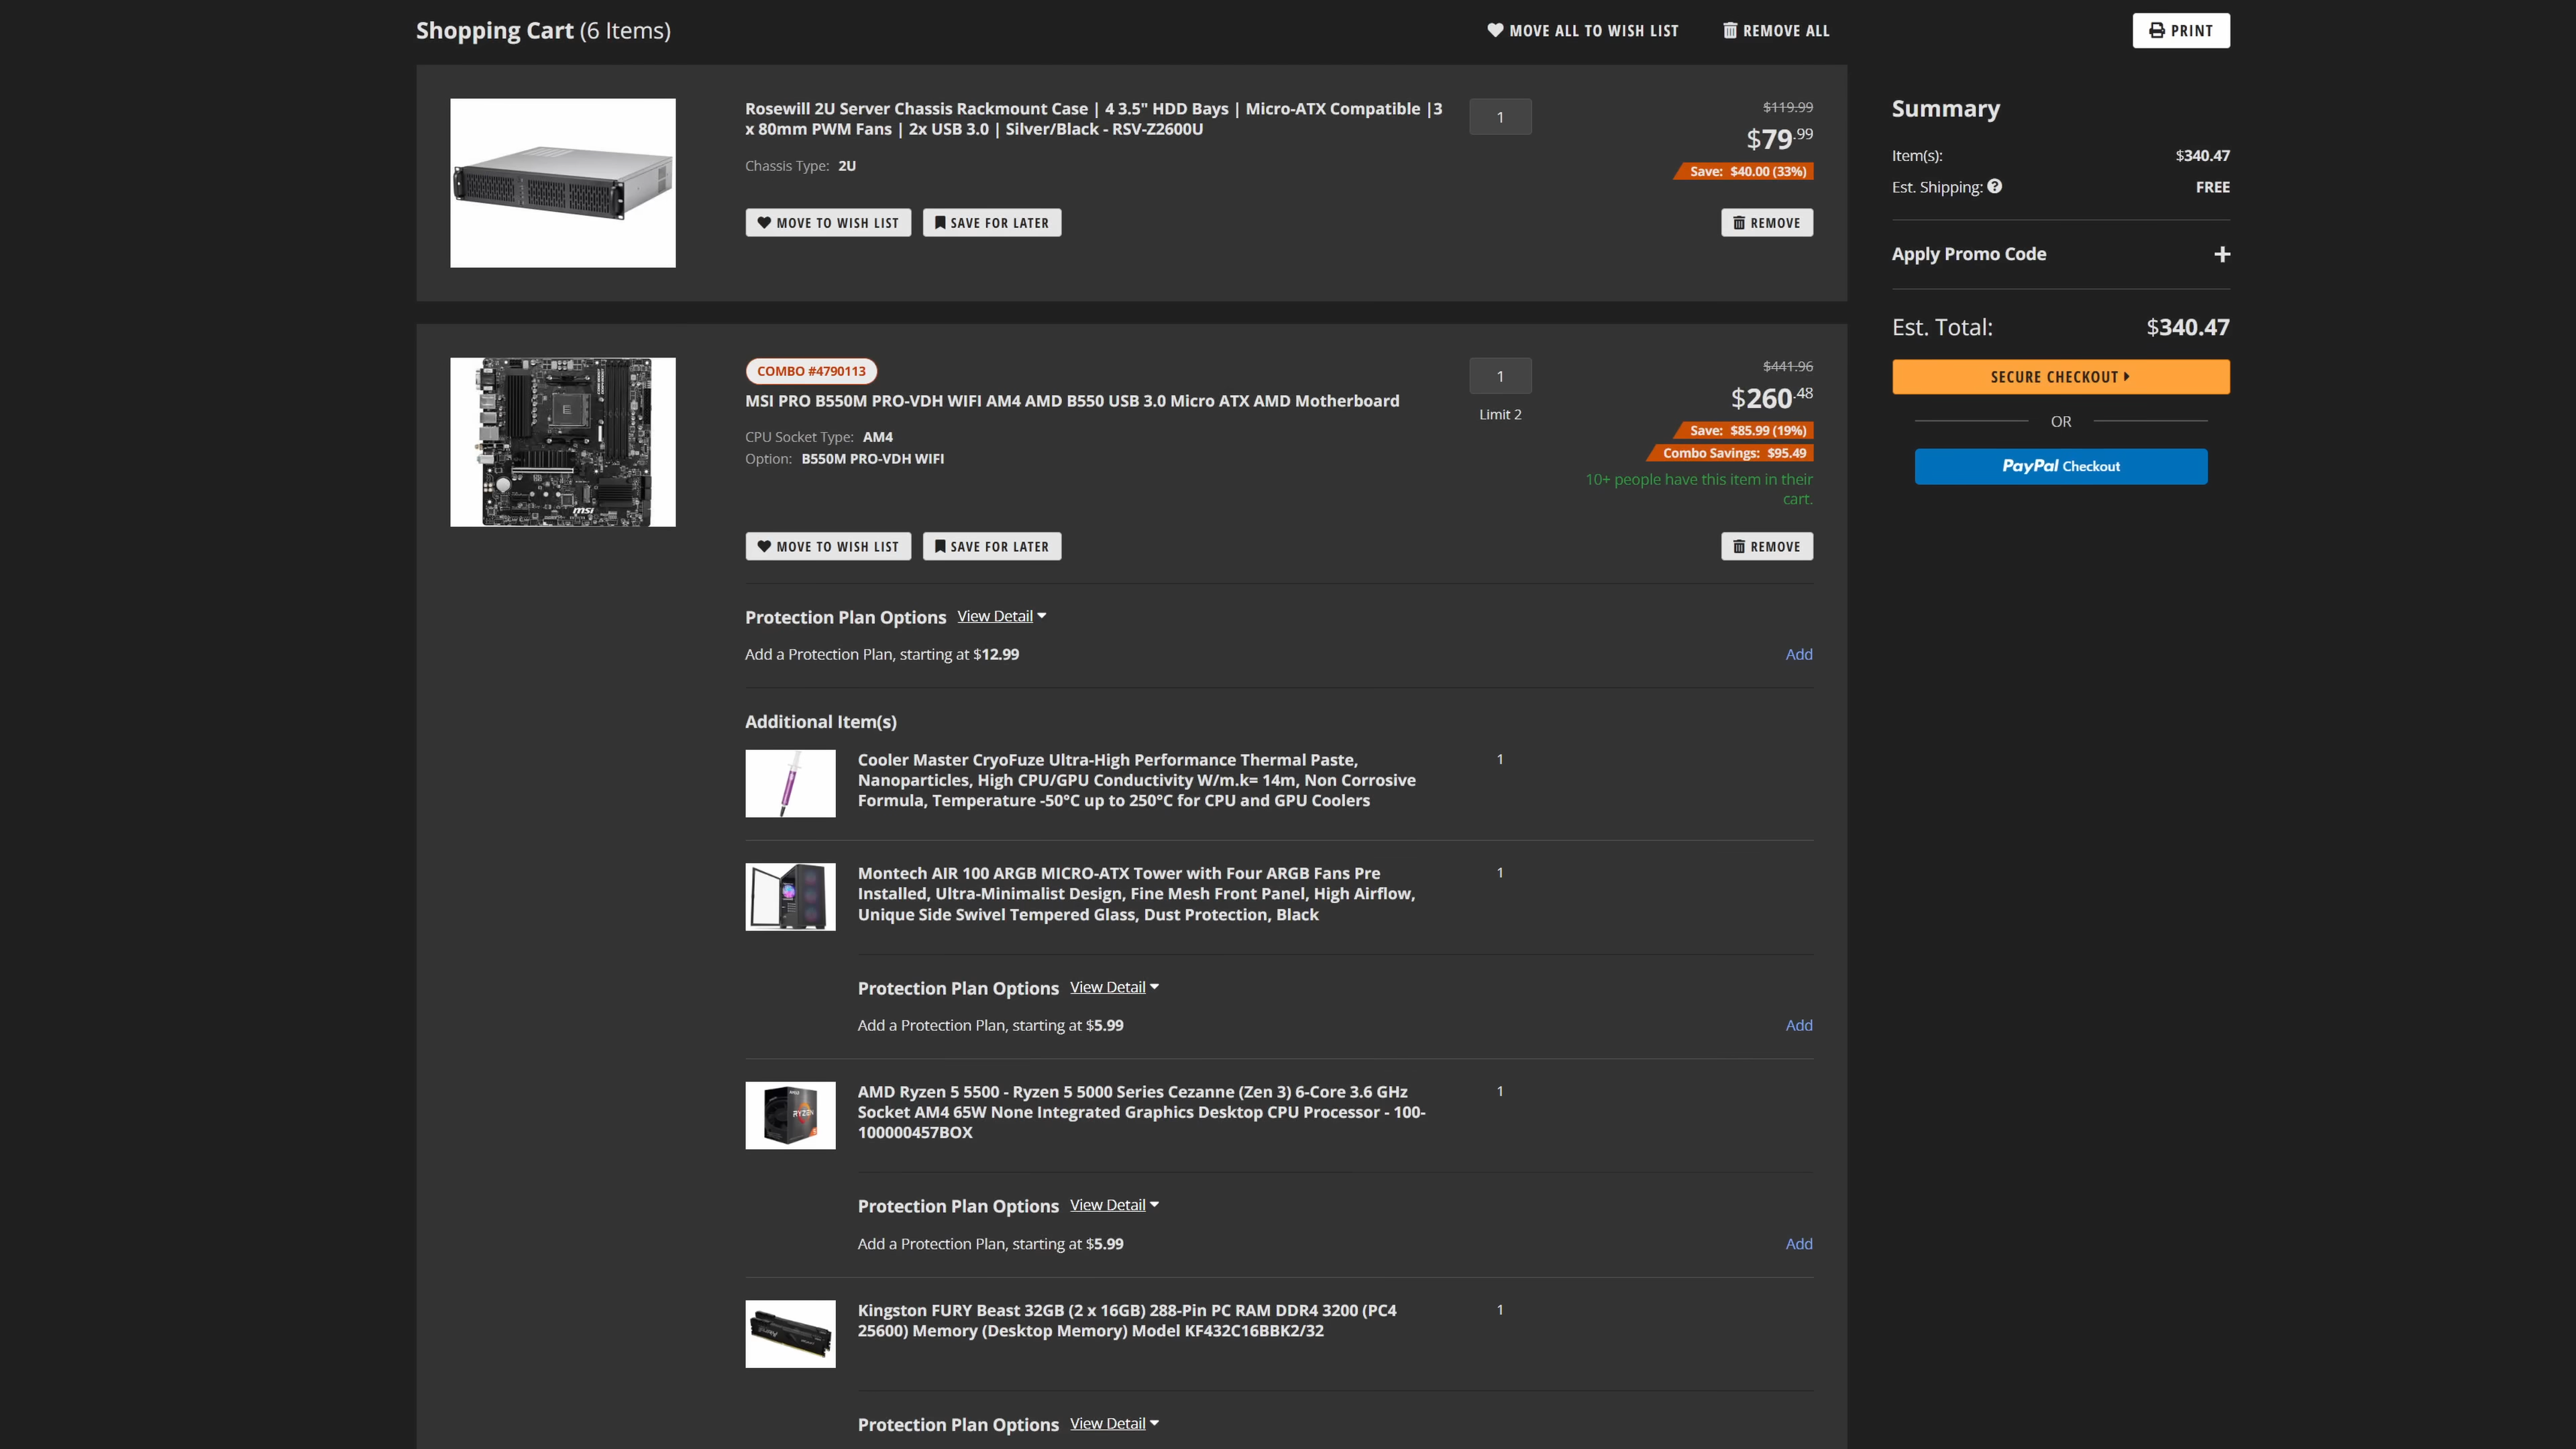 Shopping Cart (6 Items)
MOVE ALL TO WISH LIST
REMOVE ALL
PRINT
Rosewill 2U Server Chassis Rackmount Case | 4 3.5" HDD Bays | Micro-ATX Compatible |3
x 80mm PWM Fans | 2x USB 3.0 | Silver/Black - RSV-Z2600U
Chassis Type: 2U
1
$119.99
$79.99
Save: $40.00 (33%)
MOVE TO WISH LIST
SAVE FOR LATER
REMOVE
Summary
Item(s): $340.47
Est. Shipping: FREE
Apply Promo Code
Est. Total: $340.47
SECURE CHECKOUT
OR
PayPal Checkout
COMBO #4790113
MSI PRO B550M PRO-VDH WIFI AM4 AMD B550 USB 3.0 Micro ATX AMD Motherboard
CPU Socket Type: AM4
Option: B550M PRO-VDH WIFI
1
Limit 2
$441.96
$260.48
Save: $85.99 (19%)
Combo Savings: $95.49
10+ people have this item in their
cart.
msi
MOVE TO WISH LIST
SAVE FOR LATER
REMOVE
Protection Plan Options View Detail
Add a Protection Plan, starting at $12.99 Add
Additional Item(s)
Cooler Master CryoFuze Ultra-High Performance Thermal Paste,
Nanoparticles, High CPU/GPU Conductivity W/m.k= 14m, Non Corrosive
Formula, Temperature -50°C up to 250°C for CPU and GPU Coolers
1
Montech AIR 100 ARGB MICRO-ATX Tower with Four ARGB Fans Pre
Installed, Ultra-Minimalist Design, Fine Mesh Front Panel, High Airflow,
Unique Side Swivel Tempered Glass, Dust Protection, Black
1
Protection Plan Options View Detail
Add a Protection Plan, starting at $5.99 Add
RYZEN
AMD Ryzen 5 5500 - Ryzen 5 5000 Series Cezanne (Zen 3) 6-Core 3.6 GHz
Socket AM4 65W None Integrated Graphics Desktop CPU Processor - 100-
100000457BOX
1
Protection Plan Options View Detail
Add a Protection Plan, starting at $5.99 Add
FURY
Kingston FURY Beast 32GB (2 x 16GB) 288-Pin PC RAM DDR4 3200 (PC4
25600) Memory (Desktop Memory) Model KF432C16BBK2/32
1
Protection Plan Options View Detail